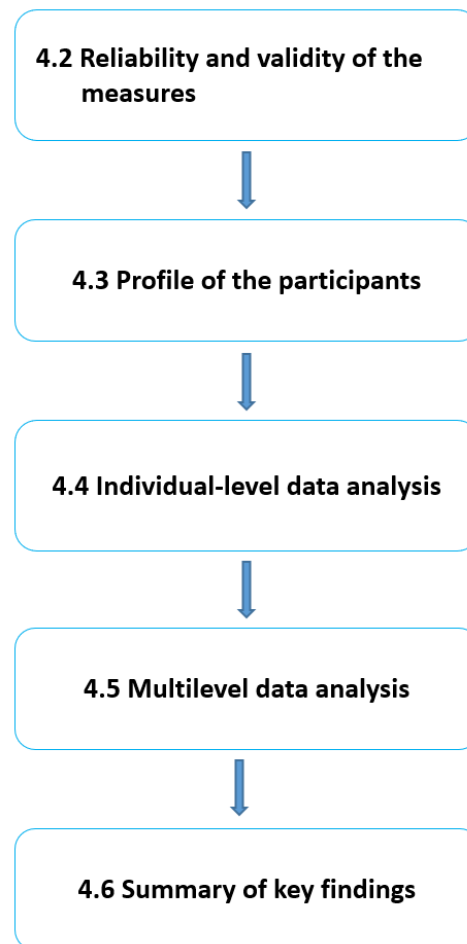 4.2 Reliability and validity of the
measures
4.3 Profile of the participants
4.4 Individual-level data analysis
4.5 Multilevel data analysis
4.6 Summary of key findings